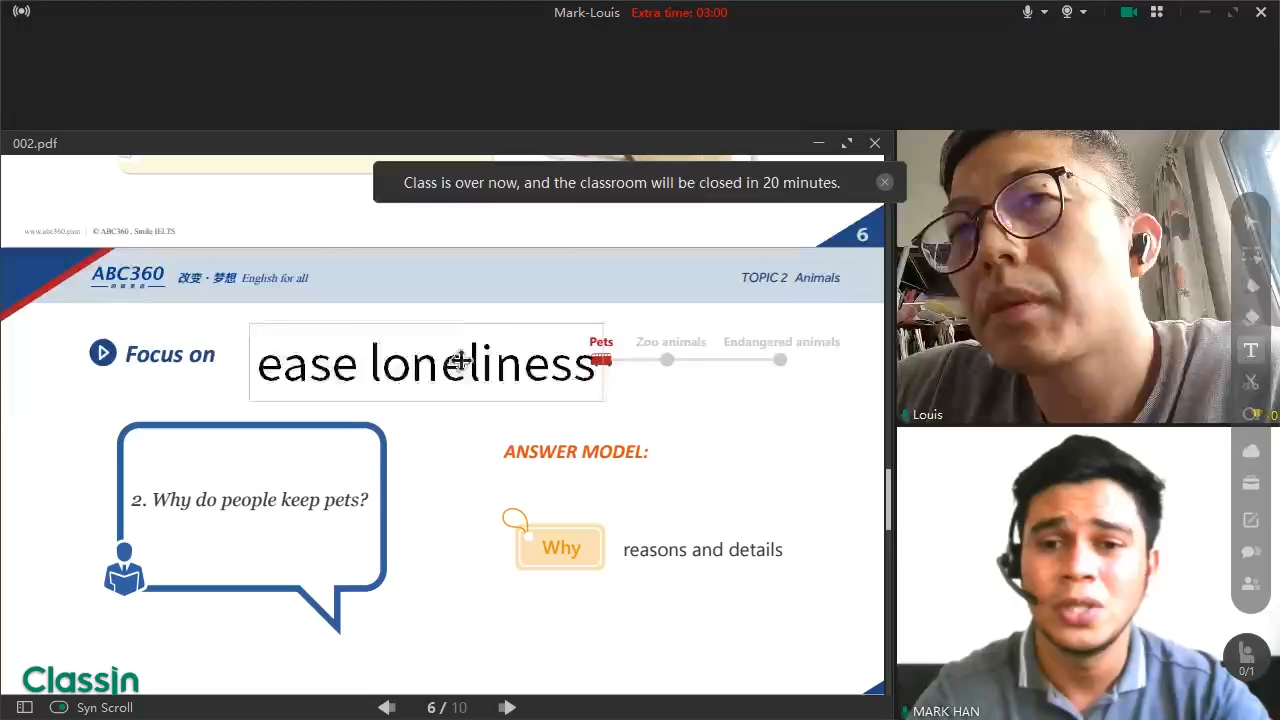 Mark-Louis Extra time: 03:00
002.pdf
Class is over now, and the classroom will be closed in 20 minutes.
www.abc360.com | © ABC360 . Smile IELTS
6
ABC360 改变·梦想 English for all
TOPIC 2 Animals
Focus on
ease loneliness
Pets Zoo animals Endangered animals
2. Why do people keep pets?
ANSWER MODEL:
Why reasons and details
ClassIn
Syn Scroll
6 / 10
Louis
0
0/1
MARK HAN